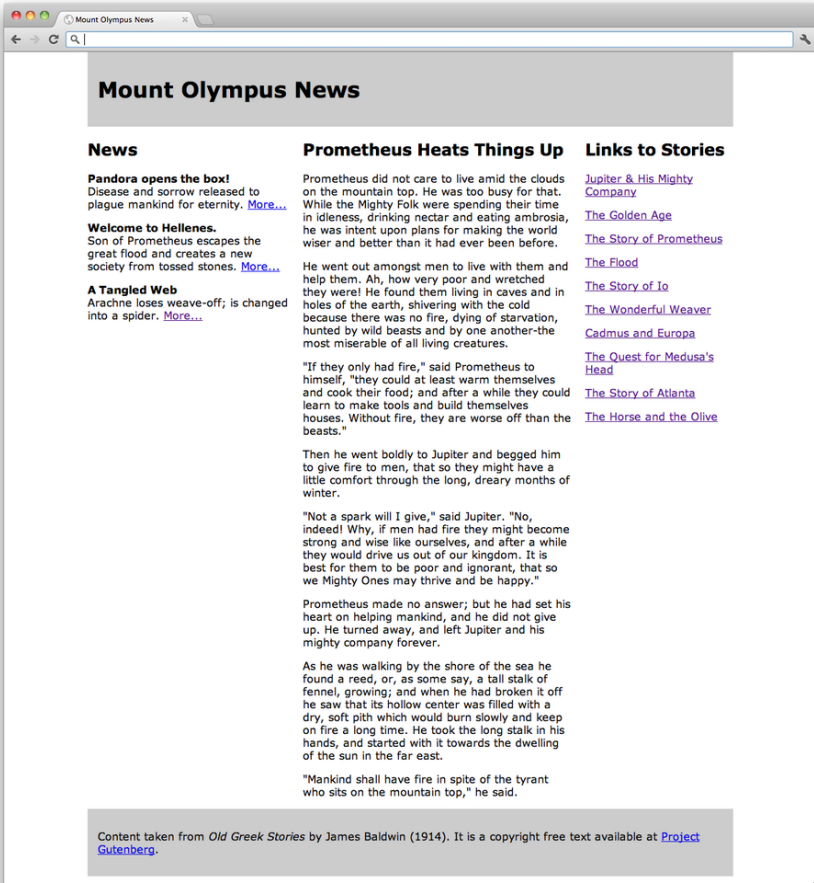 Mount Olympus News
Mount Olympus News
News
Pandora opens the box!
Disease and sorrow released to
plague mankind for eternity. More...
Welcome to Hellenes.
Son of Prometheus escapes the
great flood and creates a new
society from tossed stones. More...
A Tangled Web
Arachne loses weave-off; is changed
into a spider. More...
Prometheus Heats Things Up
Prometheus did not care to live amid the clouds
on the mountain top. He was too busy for that.
While the Mighty Folk were spending their time
in idleness, drinking nectar and eating ambrosia,
he was intent upon plans for making the world
wiser and better than it had ever been before.
He went out amongst men to live with them and
help them. Ah, how very poor and wretched
they were! He found them living in caves and in
holes of the earth, shivering with the cold
because there was no fire, dying of starvation,
hunted by wild beasts and by one another-the
most miserable of all living creatures.
"If they only had fire," said Prometheus to
himself, "they could at least warm themselves
and cook their food; and after a while they could
learn to make tools and build themselves
houses. Without fire, they are worse off than the
beasts."
Then he went boldly to Jupiter and begged him
to give fire to men, that so they might have a
little comfort through the long, dreary months of
winter.
"Not a spark will I give," said Jupiter. "No,
indeed! Why, if men had fire they might become
strong and wise like ourselves, and after a while
they would drive us out of our kingdom. It is
best for them to be poor and ignorant, that so
we Mighty Ones may thrive and be happy."
Prometheus made no answer; but he had set his
heart on helping mankind, and he did not give
up. He turned away, and left Jupiter and his
mighty company forever.
As he was walking by the shore of the sea he
found a reed, or, as some say, a tall stalk of
fennel, growing; and when he had broken it off
he saw that its hollow center was filled with a
dry, soft pith which would burn slowly and keep
on fire a long time. He took the long stalk in his
hands, and started with it towards the dwelling
of the sun in the far east.
"Mankind shall have fire in spite of the tyrant
who sits on the mountain top," he said.
Links to Stories
Jupiter & His Mighty
Company
The Golden Age
The Story of Prometheus
The Flood
The Story of Io
The Wonderful Weaver
Cadmus and Europa
The Quest for Medusa's
Head
The Story of Atlanta
The Horse and the Olive
Content taken from Old Greek Stories by James Baldwin (1914). It is a copyright free text available at Project
Gutenberg.